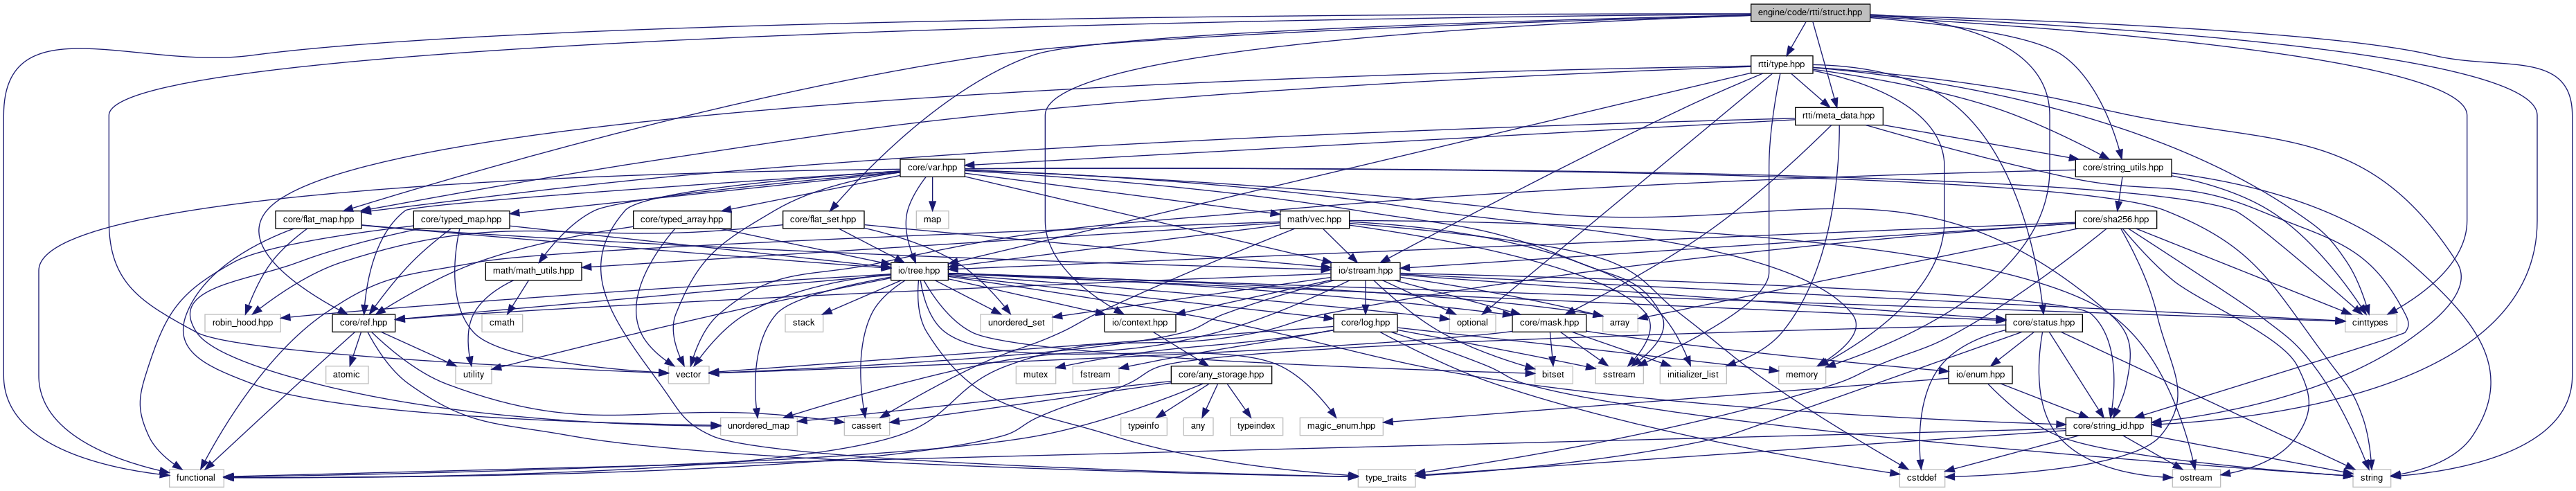 engine/code/rtti/struct.hpp
rtti/type.hpp
rtti/meta_data.hpp
core/var.hpp
core/string_utils.hpp
core/flat_map.hpp
core/typed_map.hpp
core/typed_array.hpp
core/flat_set.hpp
map
math/vec.hpp
core/sha256.hpp
math/math_utils.hpp
io/tree.hpp
io/stream.hpp
robin_hood.hpp
core/ref.hpp
cmath
stack
unordered_set
io/context.hpp
core/log.hpp
optional
core/mask.hpp
array
core/status.hpp
cinttypes
atomic
utility
vector
mutex
fstream
core/any_storage.hpp
bitset
sstream
initializer_list
memory
io/enum.hpp
unordered_map
cassert
typeinfo
any
typeindex
magic_enum.hpp
core/string_id.hpp
functional
type_traits
cstddef
ostream
string